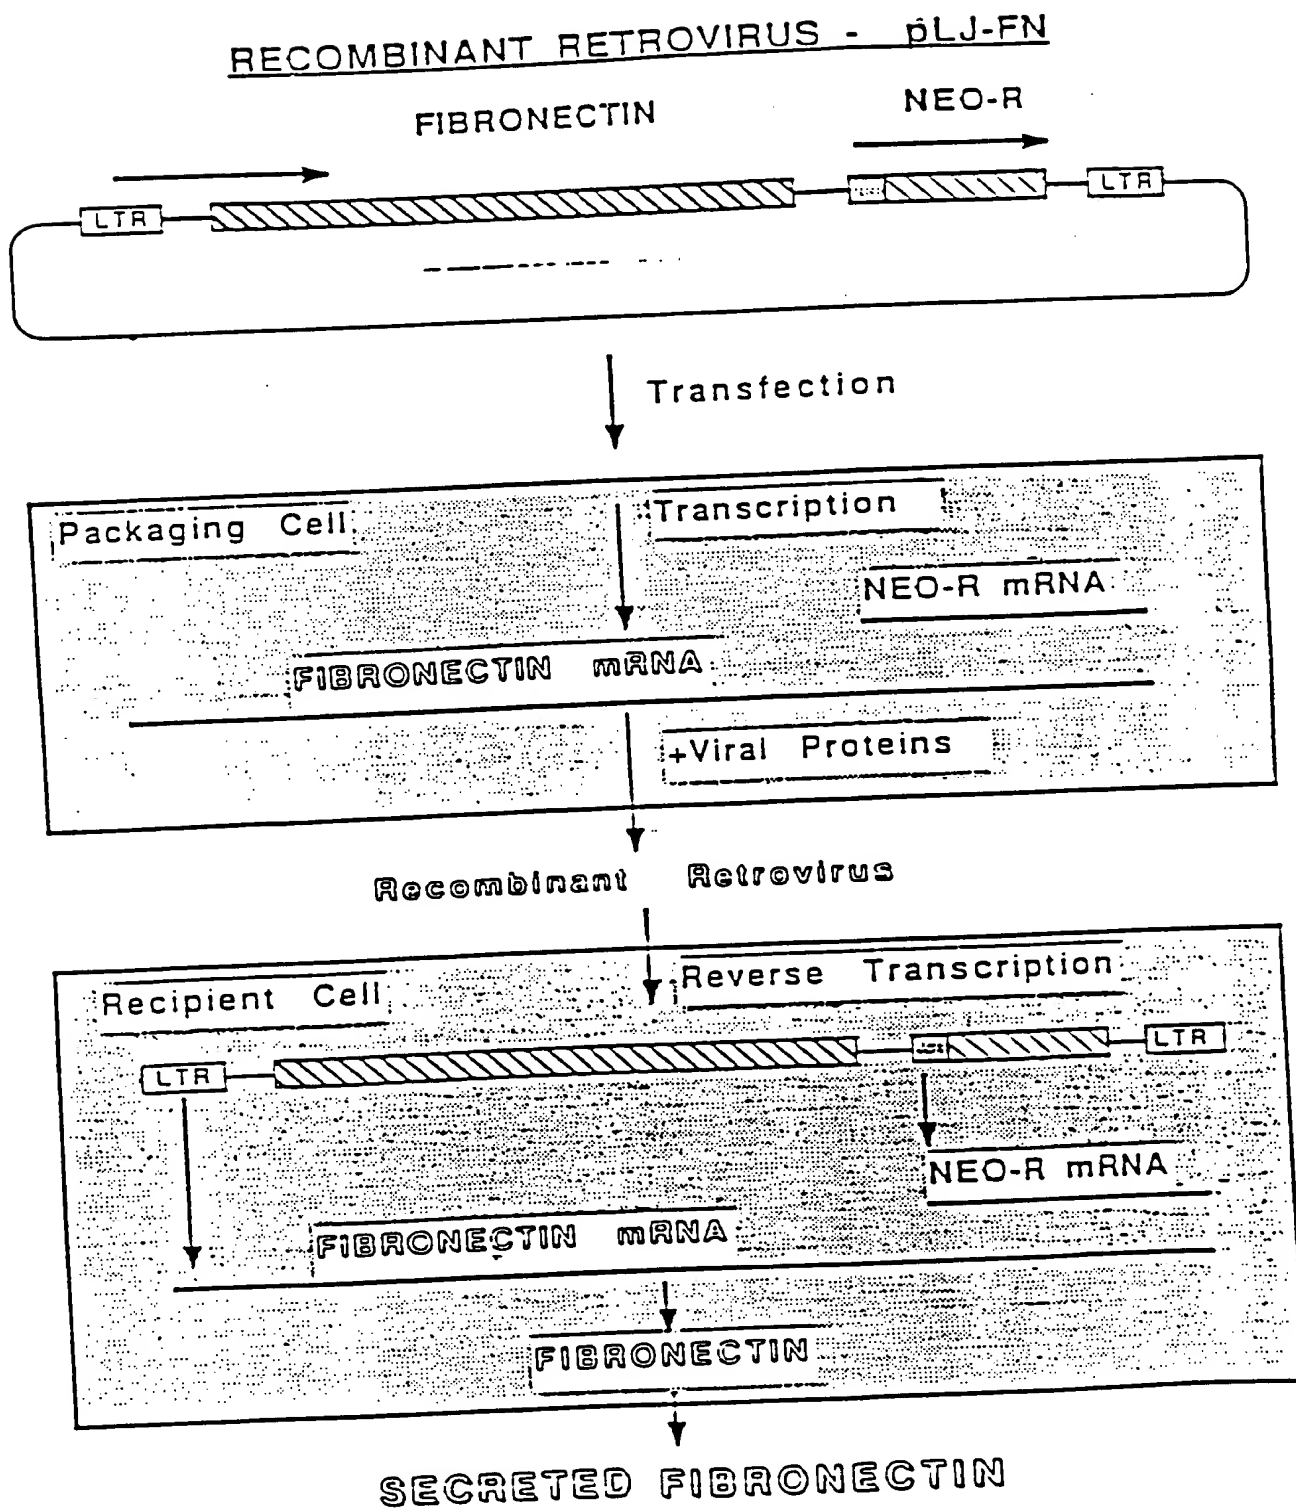 RECOMBINANT RETROVIRUS - pLJ-FN
FIBRONECTIN NEO-R
LTR LTR
Transfection
Packaging Cell Transcription
NEO-R mRNA
FIBRONECTIN mRNA
+Viral Proteins
Recombinant Retrovirus
Recipient Cell Reverse Transcription
LTR LTR
NEO-R mRNA
FIBRONECTIN mRNA
FIBRONECTIN
SECRETED FIBRONECTIN